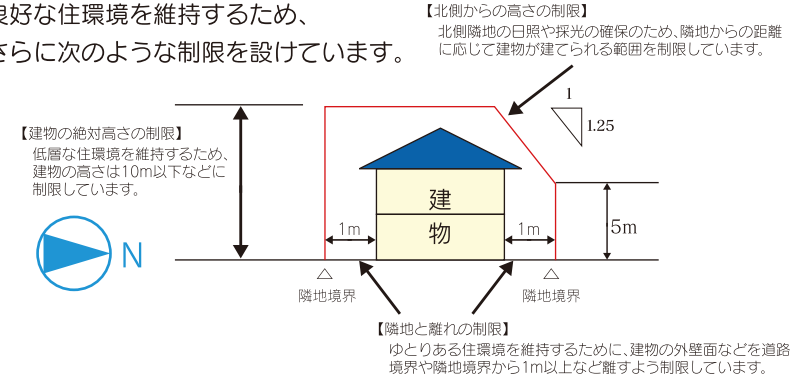 良好な住環境を維持するため、
さらに次のような制限を設けています。
【北側からの高さの制限】
北側隣地の日照や採光の確保のため、隣地からの距離
に応じて建物が建てられる範囲を制限しています。
1
1.25
【建物の絶対高さの制限】
低層な住環境を維持するため、
建物の高さは10m以下などに
制限しています。
N
建
物
1m
1m
5m
隣地境界
隣地境界
【隣地と離れの制限】
ゆとりある住環境を維持するために、建物の外壁面などを道路
境界や隣地境界から1m以上など離すよう制限しています。